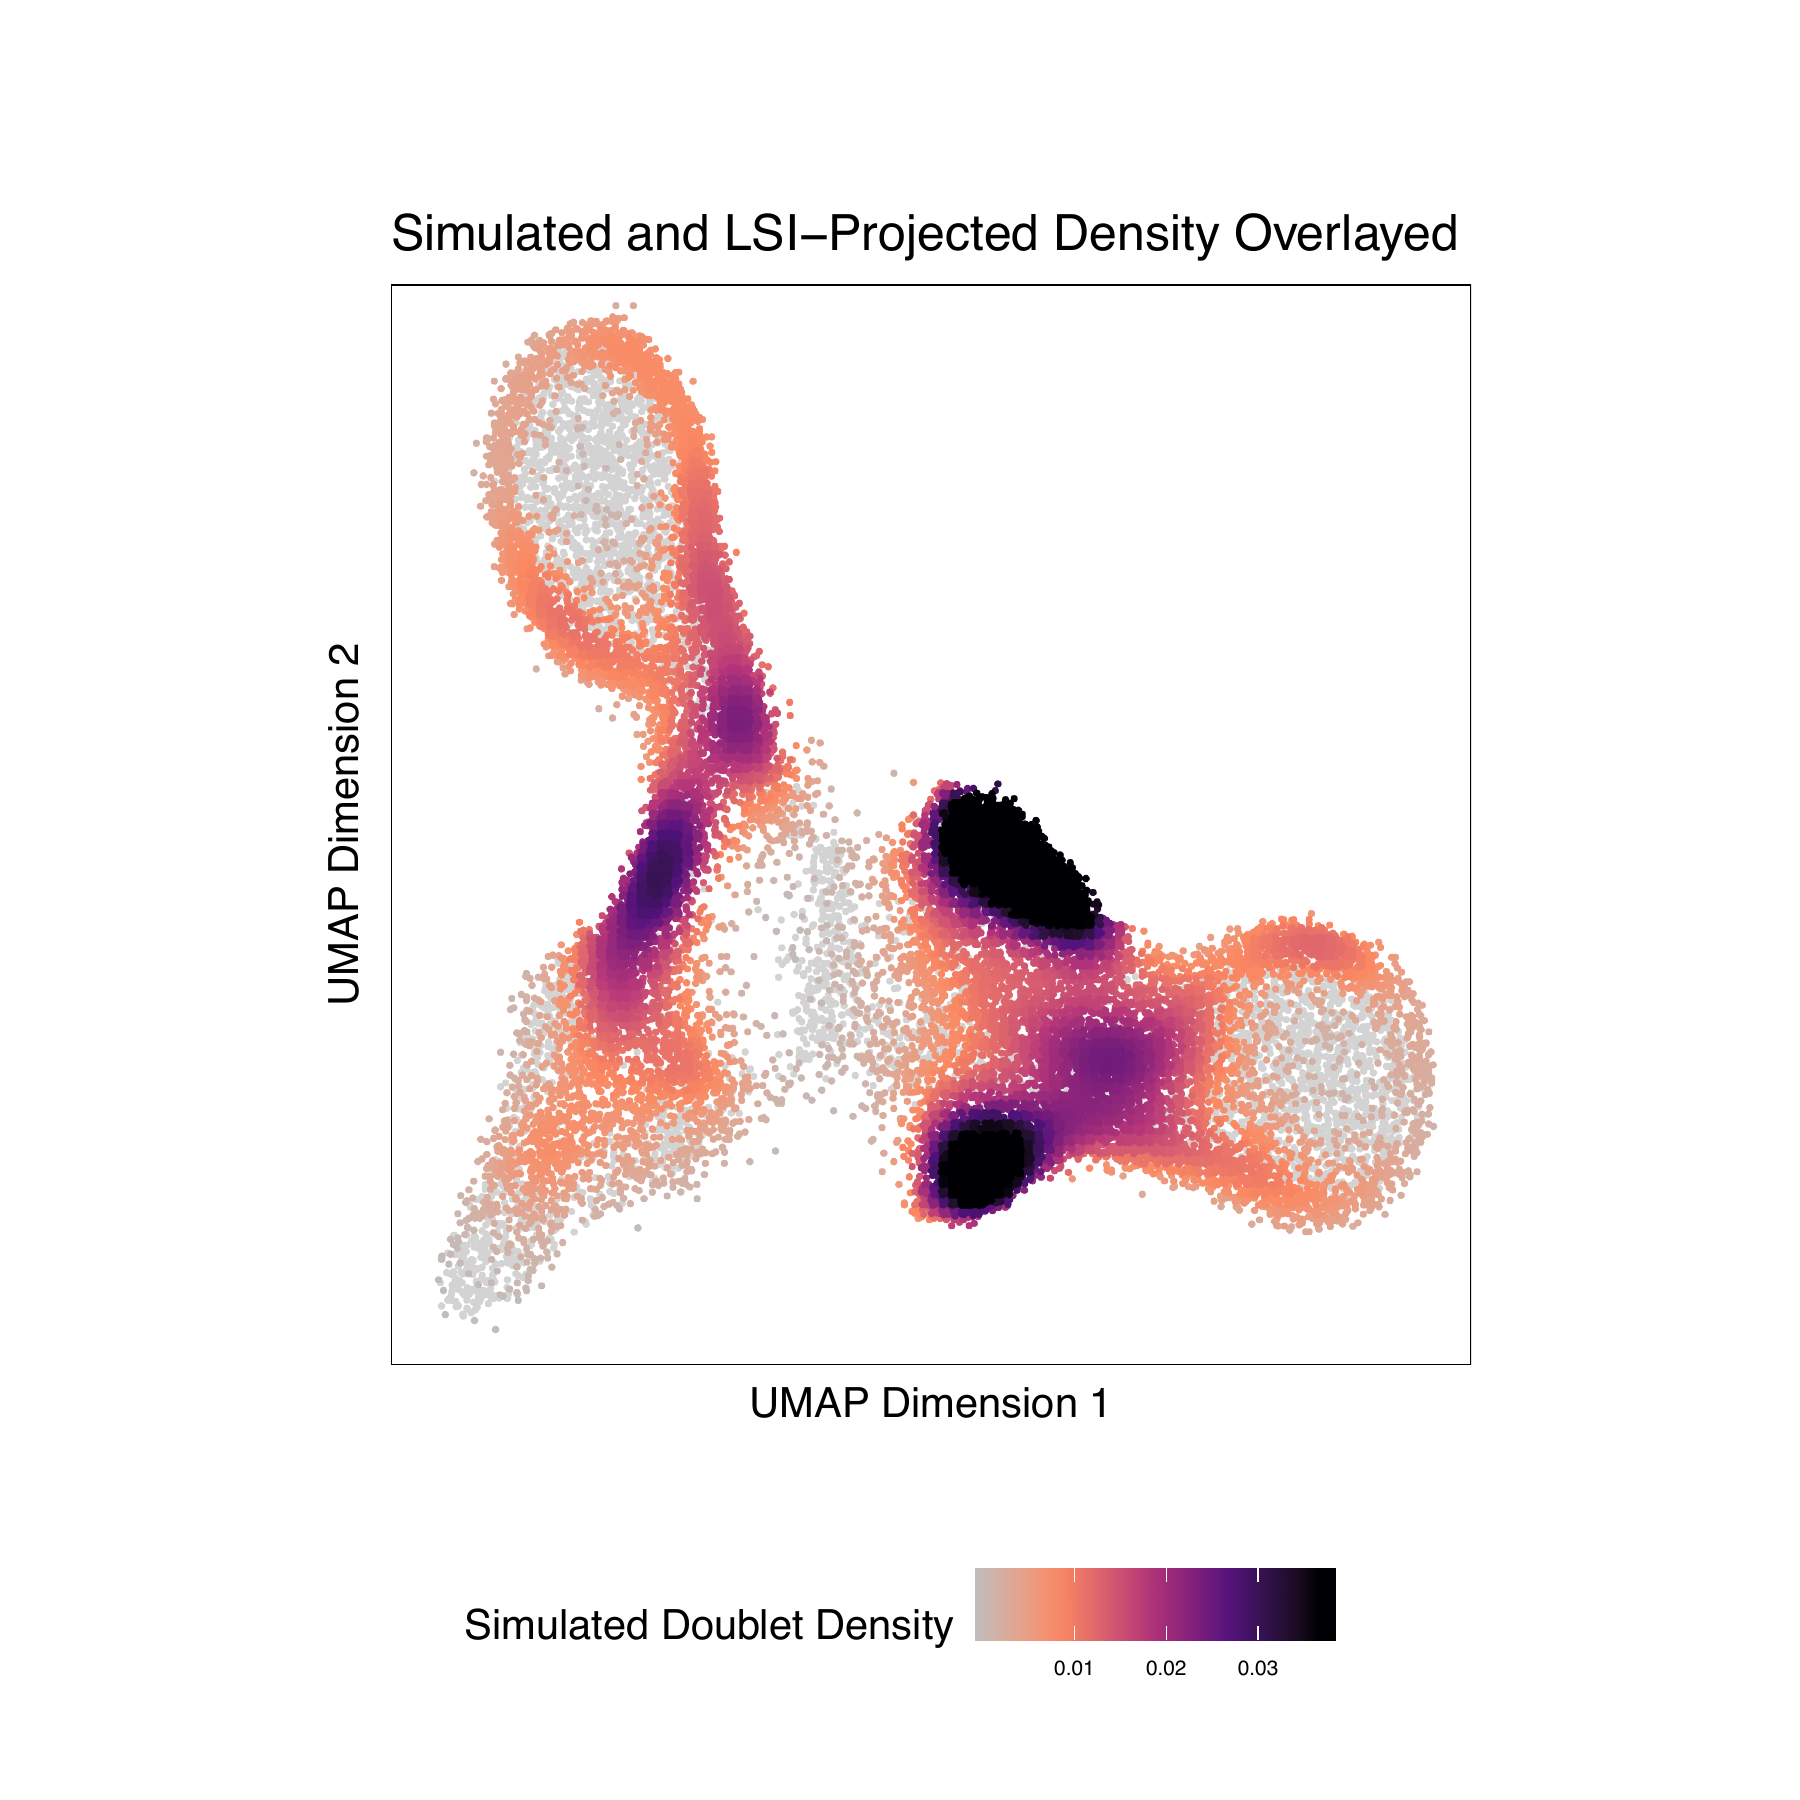 Simulated and LSI−Projected Density Overlayed
UMAP Dimension 2
UMAP Dimension 1
Simulated Doublet Density
0.01 0.02 0.03